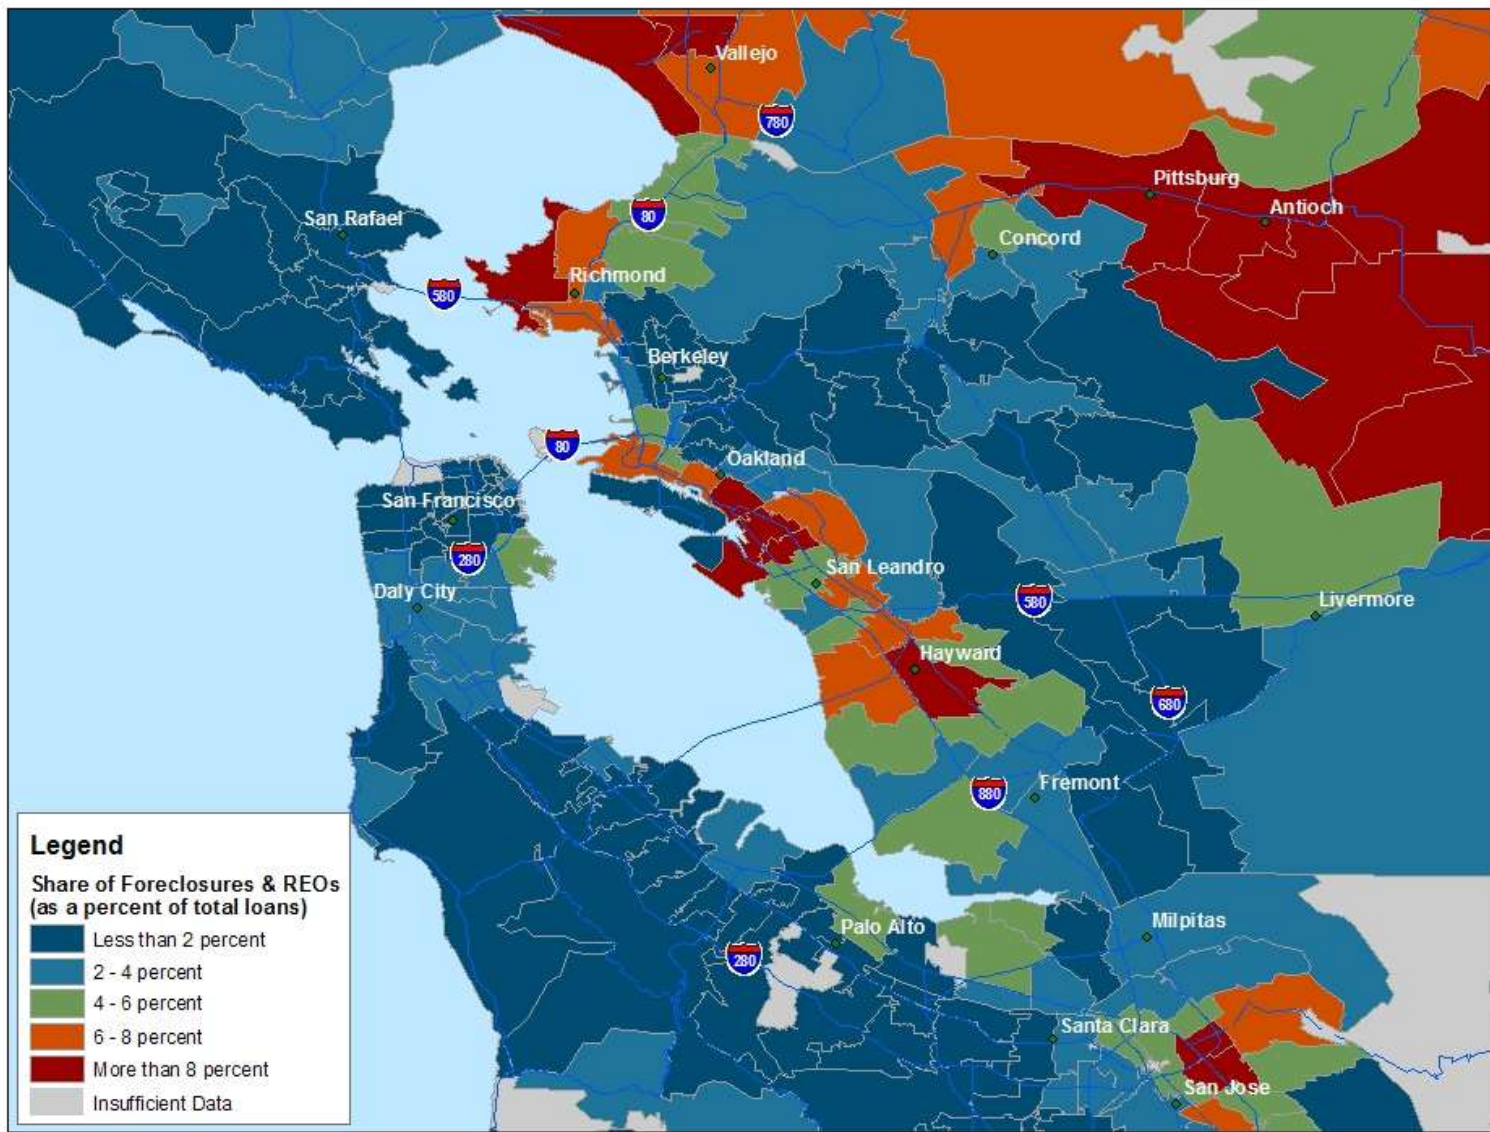 Vallejo
780
Pittsburg
Antioch
San Rafael
80
Concord
Richmond
580
Berkeley
80
Oakland
San Francisco
280
San Leandro
Daly City
580
Livermore
Hayward
680
Fremont
880
Palo Alto
Milpitas
280
Santa Clara
San Jose
Legend
Share of Foreclosures & REOs
(as a percent of total loans)
Less than 2 percent
2 - 4 percent
4 - 6 percent
6 - 8 percent
More than 8 percent
Insufficient Data